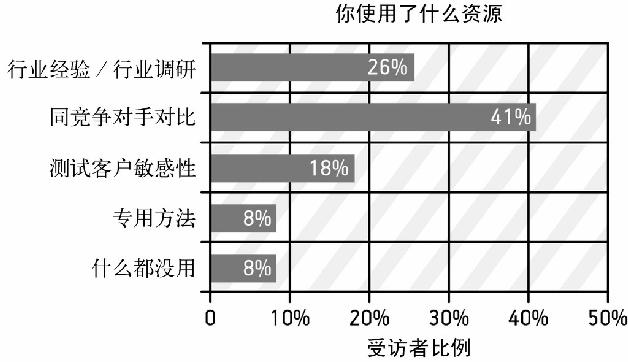 你使用了什么资源
行业经验/行业调研
26%
同竞争对手对比
41%
测试客户敏感性
18%
专用方法
8%
什么都没用
8%
0 10% 20% 30% 40% 50%
受访者比例